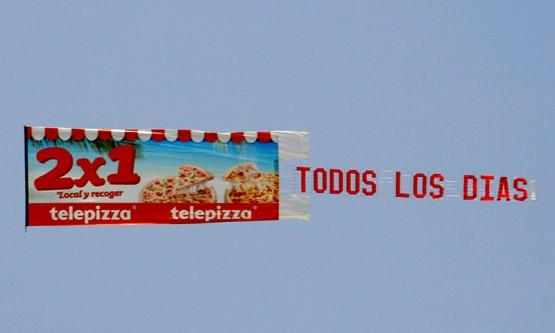 2x1
*Local y recoger
telepizza telepizza
TODOS LOS DIAS